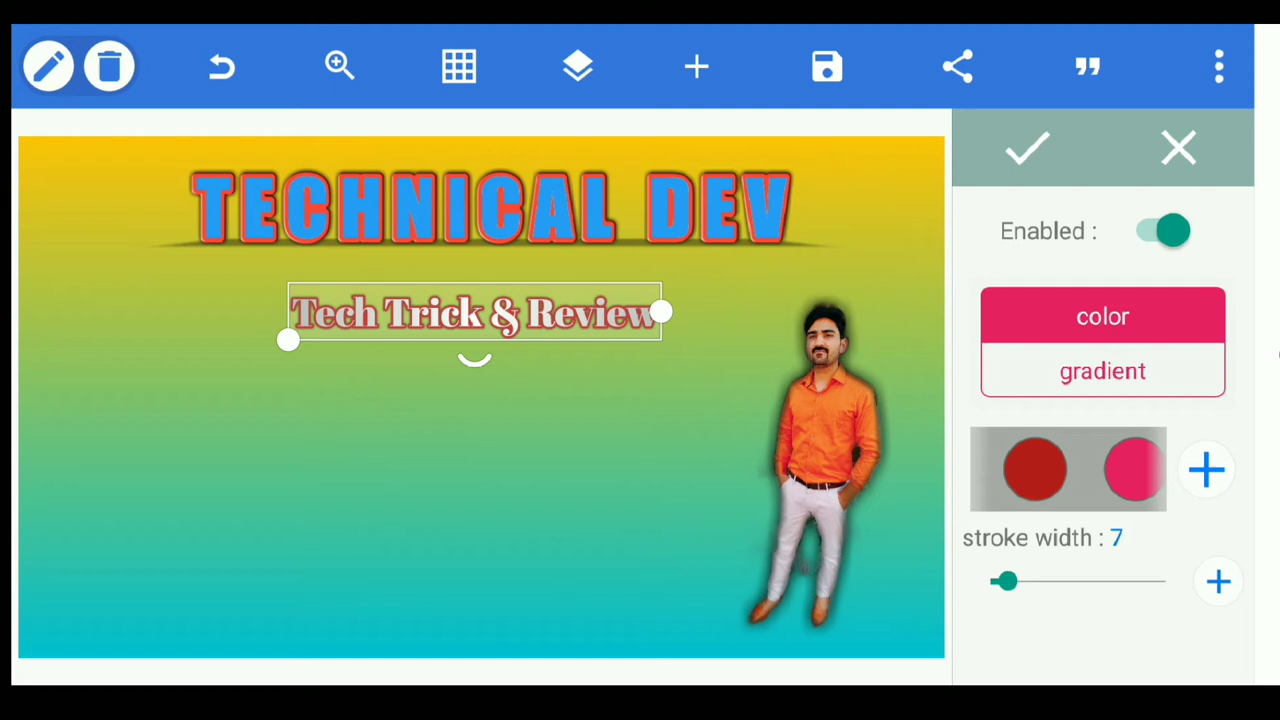 TECHNICAL DEV
Tech Trick & Review
Enabled :
color
gradient
stroke width : 7